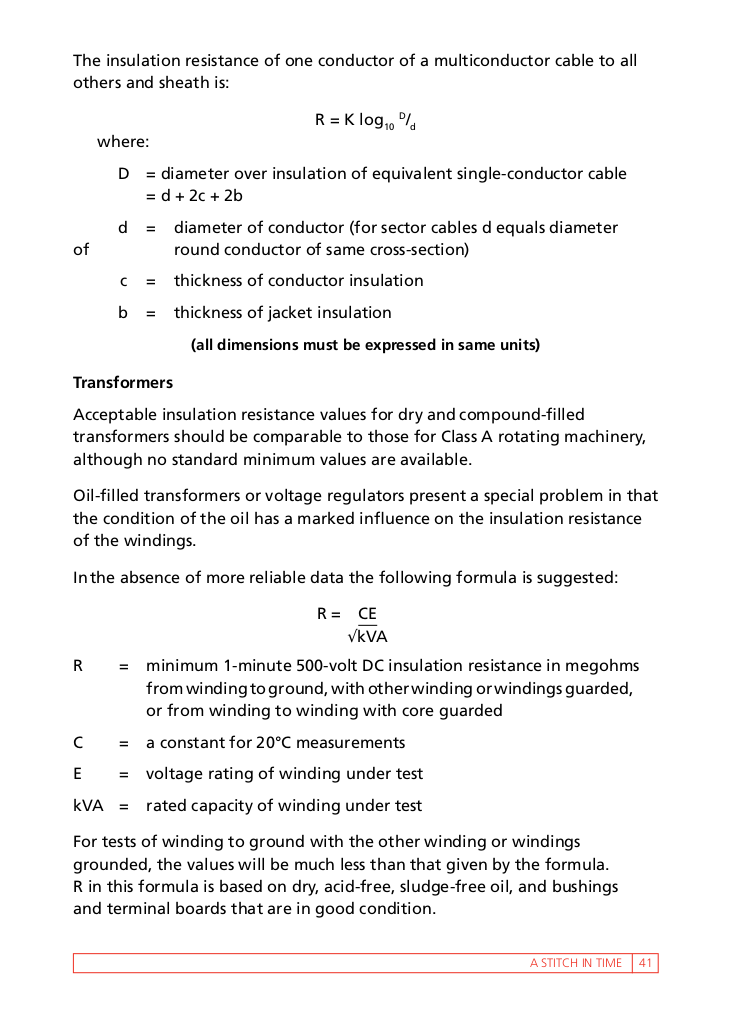 The insulation resistance of one conductor of a multiconductor cable to all
others and sheath is:
R = K log10 D/d
where:
D = diameter over insulation of equivalent single-conductor cable
= d + 2c + 2b
d = diameter of conductor (for sector cables d equals diameter
of round conductor of same cross-section)
c = thickness of conductor insulation
b = thickness of jacket insulation
(all dimensions must be expressed in same units)
Transformers
Acceptable insulation resistance values for dry and compound-filled
transformers should be comparable to those for Class A rotating machinery,
although no standard minimum values are available.
Oil-filled transformers or voltage regulators present a special problem in that
the condition of the oil has a marked influence on the insulation resistance
of the windings.
In the absence of more reliable data the following formula is suggested:
R = CE
√kVA
R = minimum 1-minute 500-volt DC insulation resistance in megohms
from winding to ground, with other winding or windings guarded,
or from winding to winding with core guarded
C = a constant for 20°C measurements
E = voltage rating of winding under test
kVA = rated capacity of winding under test
For tests of winding to ground with the other winding or windings
grounded, the values will be much less than that given by the formula.
R in this formula is based on dry, acid-free, sludge-free oil, and bushings
and terminal boards that are in good condition.
A STITCH IN TIME 41